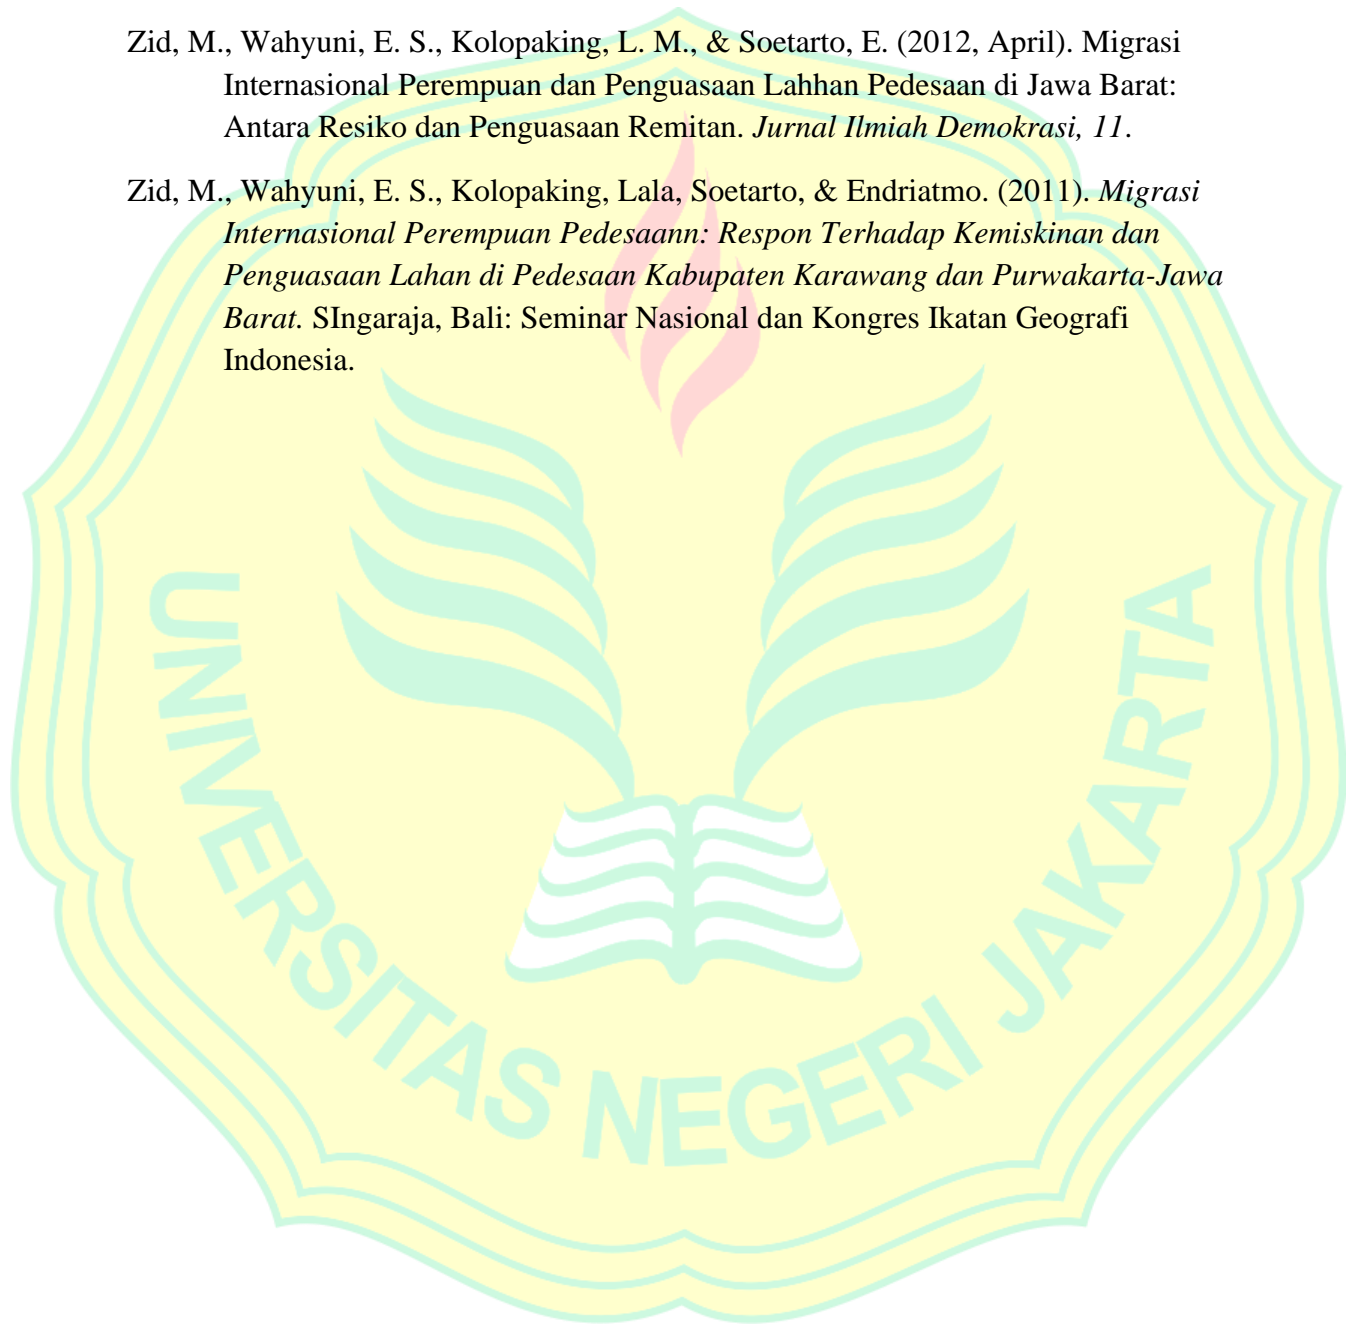 Zid, M., Wahyuni, E. S., Kolopaking, L. M., & Soetarto, E. (2012, April). Migrasi
Internasional Perempuan dan Penguasaan Lahhan Pedesaan di Jawa Barat:
Antara Resiko dan Penguasaan Remitan. Jurnal Ilmiah Demokrasi, 11.
Zid, M., Wahyuni, E. S., Kolopaking, Lala, Soetarto, & Endriatmo. (2011). Migrasi
Internasional Perempuan Pedesaann: Respon Terhadap Kemiskinan dan
Penguasaan Lahan di Pedesaan Kabupaten Karawang dan Purwakarta-Jawa
Barat. SIngaraja, Bali: Seminar Nasional dan Kongres Ikatan Geografi
Indonesia.
UNIVERSITAS NEGERI JAKARTA